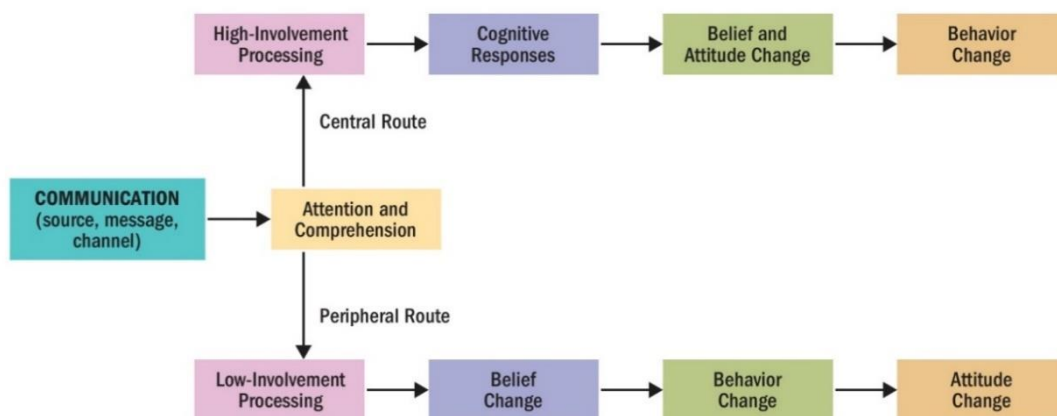 High-Involvement
Processing
Cognitive
Responses
Belief and
Attitude Change
Behavior
Change
Central Route
COMMUNICATION
(source, message,
channel)
Attention and
Comprehension
Peripheral Route
Low-Involvement
Processing
Belief
Change
Behavior
Change
Attitude
Change